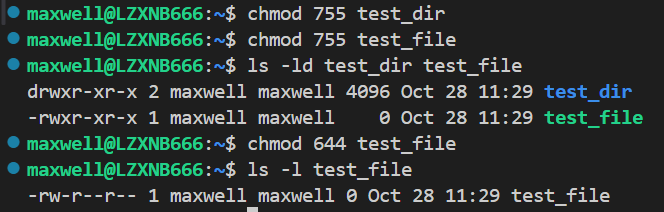 maxwell@LZXNB666:~$ chmod 755 test_dir
maxwell@LZXNB666:~$ chmod 755 test_file
maxwell@LZXNB666:~$ ls -ld test_dir test_file
drwxr-xr-x 2 maxwell maxwell 4096 Oct 28 11:29 test_dir
-rwxr-xr-x 1 maxwell maxwell    0 Oct 28 11:29 test_file
maxwell@LZXNB666:~$ chmod 644 test_file
maxwell@LZXNB666:~$ ls -l test_file
-rw-r--r-- 1 maxwell maxwell 0 Oct 28 11:29 test_file